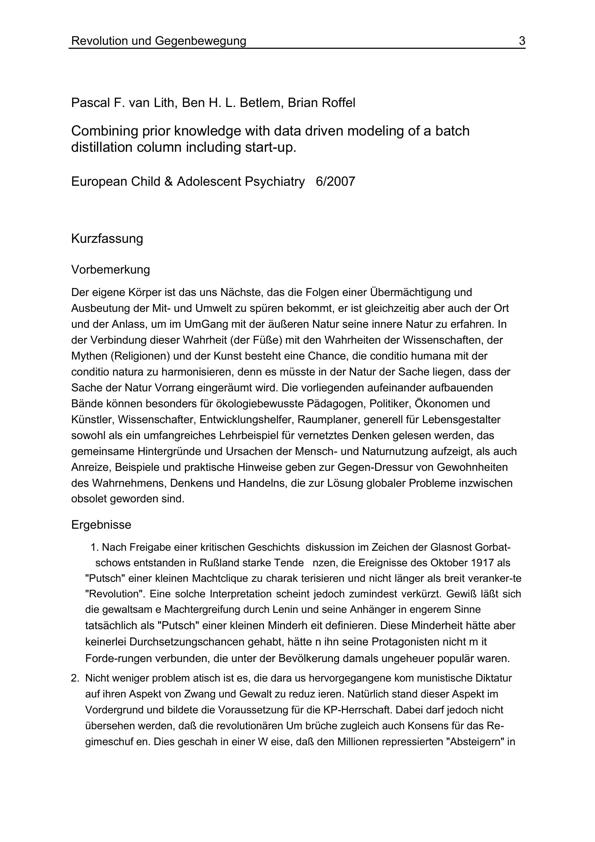 Revolution und Gegenbewegung 3
Pascal F. van Lith, Ben H. L. Betlem, Brian Roffel
Combining prior knowledge with data driven modeling of a batch
distillation column including start-up.
European Child & Adolescent Psychiatry 6/2007
Kurzfassung
Vorbemerkung
Der eigene Körper ist das uns Nächste, das die Folgen einer Übermächtigung und
Ausbeutung der Mit- und Umwelt zu spüren bekommt, er ist gleichzeitig aber auch der Ort
und der Anlass, um im UmGang mit der äußeren Natur seine innere Natur zu erfahren. In
der Verbindung dieser Wahrheit (der Füße) mit den Wahrheiten der Wissenschaften, der
Mythen (Religionen) und der Kunst besteht eine Chance, die conditio humana mit der
conditio natura zu harmonisieren, denn es müsste in der Natur der Sache liegen, dass der
Sache der Natur Vorrang eingeräumt wird. Die vorliegenden aufeinander aufbauenden
Bände können besonders für ökologiebewusste Pädagogen, Politiker, Ökonomen und
Künstler, Wissenschafter, Entwicklungshelfer, Raumplaner, generell für Lebensgestalter
sowohl als ein umfangreiches Lehrbeispiel für vernetztes Denken gelesen werden, das
gemeinsame Hintergründe und Ursachen der Mensch- und Naturnutzung aufzeigt, als auch
Anreize, Beispiele und praktische Hinweise geben zur Gegen-Dressur von Gewohnheiten
des Wahrnehmens, Denkens und Handelns, die zur Lösung globaler Probleme inzwischen
obsolet geworden sind.
Ergebnisse
1. Nach Freigabe einer kritischen Geschichts diskussion im Zeichen der Glasnost Gorbat-
schows entstanden in Rußland starke Tende nzen, die Ereignisse des Oktober 1917 als
"Putsch" einer kleinen Machtclique zu charak terisieren und nicht länger als breit veranker-te
"Revolution". Eine solche Interpretation scheint jedoch zumindest verkürzt. Gewiß läßt sich
die gewaltsam e Machtergreifung durch Lenin und seine Anhänger in engerem Sinne
tatsächlich als "Putsch" einer kleinen Minderh eit definieren. Diese Minderheit hätte aber
keinerlei Durchsetzungschancen gehabt, hätte n ihn seine Protagonisten nicht m it
Forde-rungen verbunden, die unter der Bevölkerung damals ungeheuer populär waren.
2. Nicht weniger problem atisch ist es, die dara us hervorgegangene kom munistische Diktatur
auf ihren Aspekt von Zwang und Gewalt zu reduz ieren. Natürlich stand dieser Aspekt im
Vordergrund und bildete die Voraussetzung für die KP-Herrschaft. Dabei darf jedoch nicht
übersehen werden, daß die revolutionären Um brüche zugleich auch Konsens für das Re-
gimeschuf en. Dies geschah in einer W eise, daß den Millionen repressierten "Absteigern" in